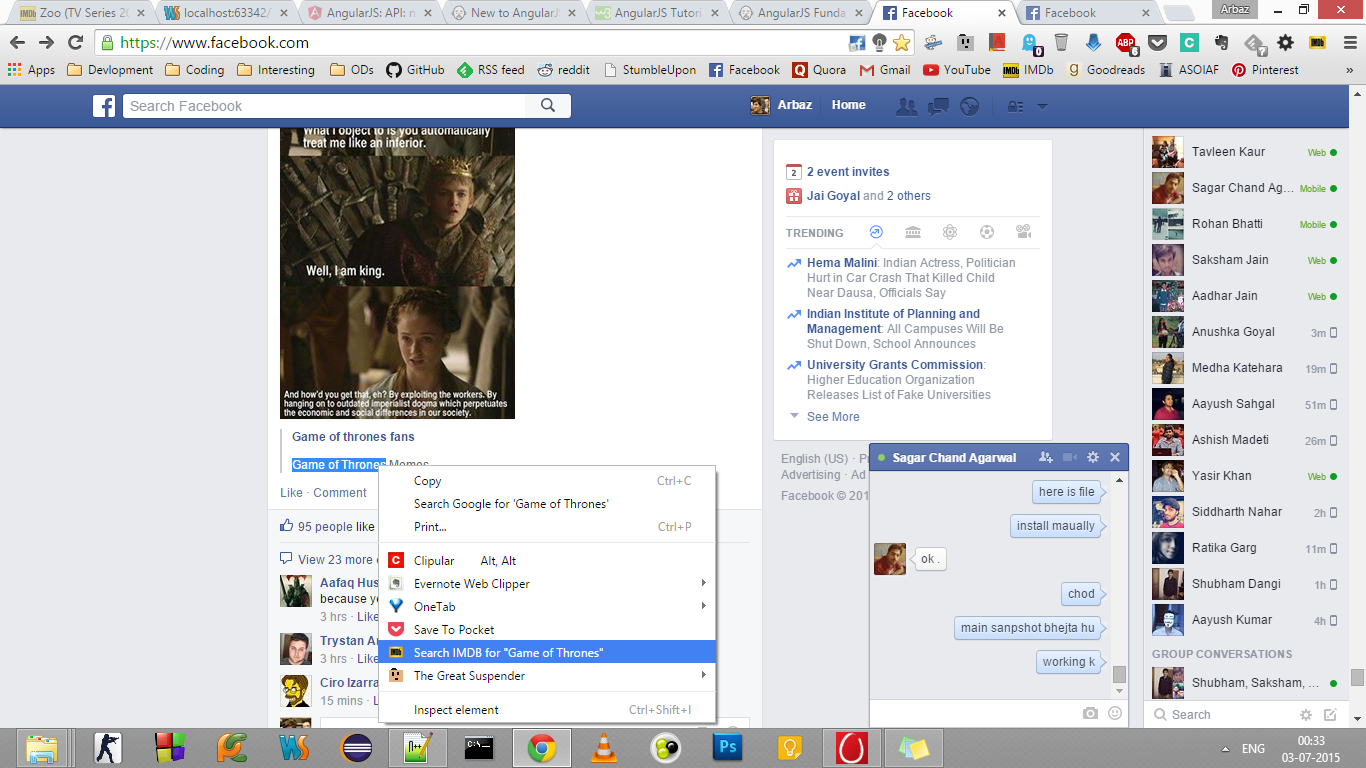 Zoo (TV Series 20
localhost:63342/
AngularJS: API: n
New to Angular
AngularJS Tutori
AngularJS Funda
Facebook
Facebook
Arbaz
https://www.facebook.com
Apps
Devlopment
Coding
Interesting
ODs
GitHub
RSS feed
reddit
StumbleUpon
Facebook
Quora
Gmail
YouTube
IMDb
Goodreads
ASOIAF
Pinterest
»
Search Facebook
Arbaz
Home
What I object to is you automatically
treat me like an inferior.
Well, I am king.
And how'd you get that, eh? By exploiting the workers. By
hanging on to outdated imperialist dogma which perpetuates
the economic and social differences in our society.
Game of thrones fans
Game of Thrones Memes
Like · Comment
95 people like
View 23 more
Aafaq Hus
because ye
3 hrs · Like
Trystan A
3 hrs · Like
Ciro Izarra
15 mins · L
Copy Ctrl+C
Search Google for 'Game of Thrones'
Print... Ctrl+P
Clipular Alt, Alt
Evernote Web Clipper
OneTab
Save To Pocket
Search IMDB for "Game of Thrones"
The Great Suspender
Inspect element Ctrl+Shift+I
2 event invites
Jai Goyal and 2 others
TRENDING
Hema Malini: Indian Actress, Politician
Hurt in Car Crash That Killed Child
Near Dausa, Officials Say
Indian Institute of Planning and
Management: All Campuses Will Be
Shut Down, School Announces
University Grants Commission:
Higher Education Organization
Releases List of Fake Universities
See More
English (US) · Pr
Advertising · Ad
Facebook © 201
Sagar Chand Agarwal
here is file
install maually
ok .
chod
main sanpshot bhejta hu
working k
Tavleen Kaur Web
Sagar Chand Ag... Mobile
Rohan Bhatti Mobile
Saksham Jain Web
Aadhar Jain Web
Anushka Goyal 3m
Medha Katehara 19m
Aayush Sahgal 51m
Ashish Madeti 26m
Yasir Khan Web
Siddharth Nahar 2h
Ratika Garg 11m
Shubham Dangi 1h
Aayush Kumar 4h
GROUP CONVERSATIONS
Shubham, Saksham, ...
Search
ENG
00:33
03-07-2015